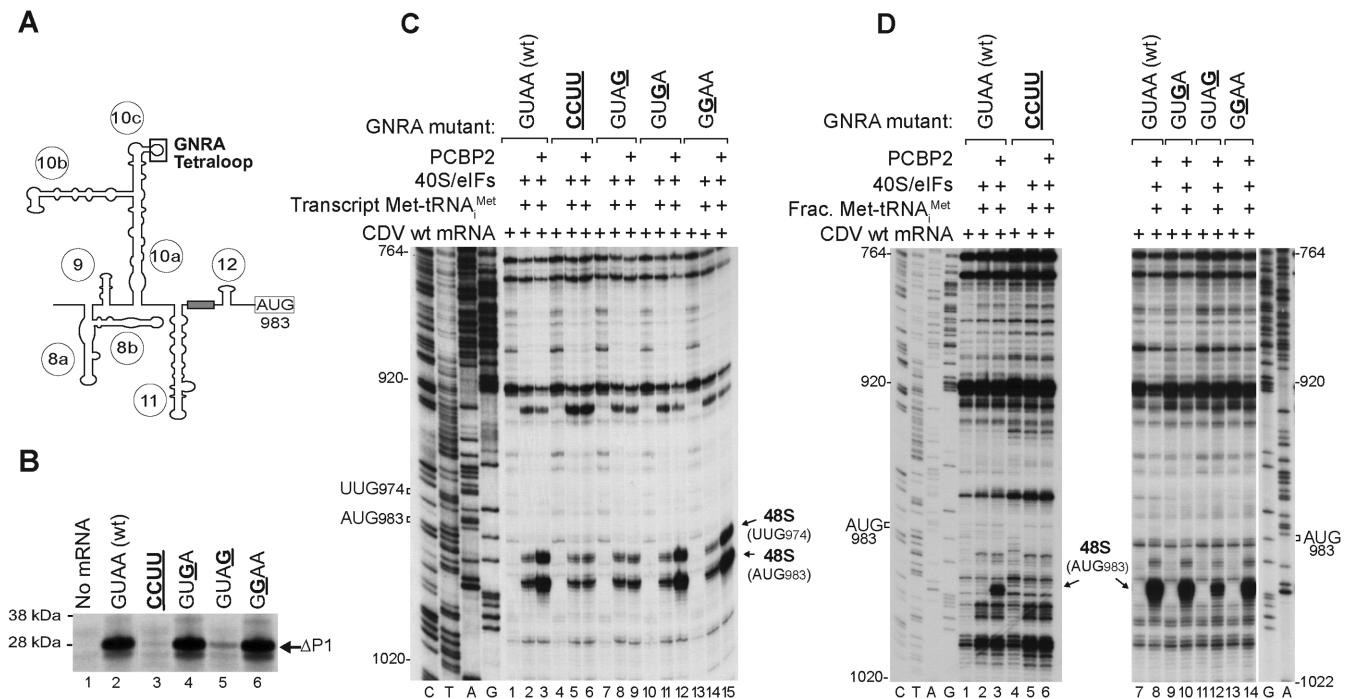 A
10c
GNRA
Tetraloop
10b
10a
9
12
AUG
983
8a
8b
11
B
No mRNA
GUAA (wt)
CCUU
GUGA
GUAG
GGAA
38 kDa
28 kDa
ΔP1
1 2 3 4 5 6
C
GNRA mutant: GUAA (wt) CCUU GUAG GUGA GGAA
PCBP2 + + + + +
40S/eIFs ++ ++ ++ ++ ++
Transcript Met-tRNAiMet ++ ++ ++ ++ ++
CDV wt mRNA +++ +++ +++ +++ +++
764-
920-
UUG974
AUG983
1020-
48S
(UUG974)
48S
(AUG983)
C T A G 1 2 3 4 5 6 7 8 9 10 11 12 13 14 15
D
GNRA mutant: GUAA (wt) CCUU GUAA (wt) GUGA GUAG GGAA
PCBP2 + + + + + +
40S/eIFs ++ ++ + + + +
Frac. Met-tRNAiMet ++ ++ + + + +
CDV wt mRNA +++ +++ ++ ++ ++ ++
764-
920-
AUG
983
1020-
48S
(AUG983)
-764
-920
AUG
983
-1022
C T A G 1 2 3 4 5 6 7 8 9 10 11 12 13 14 G A